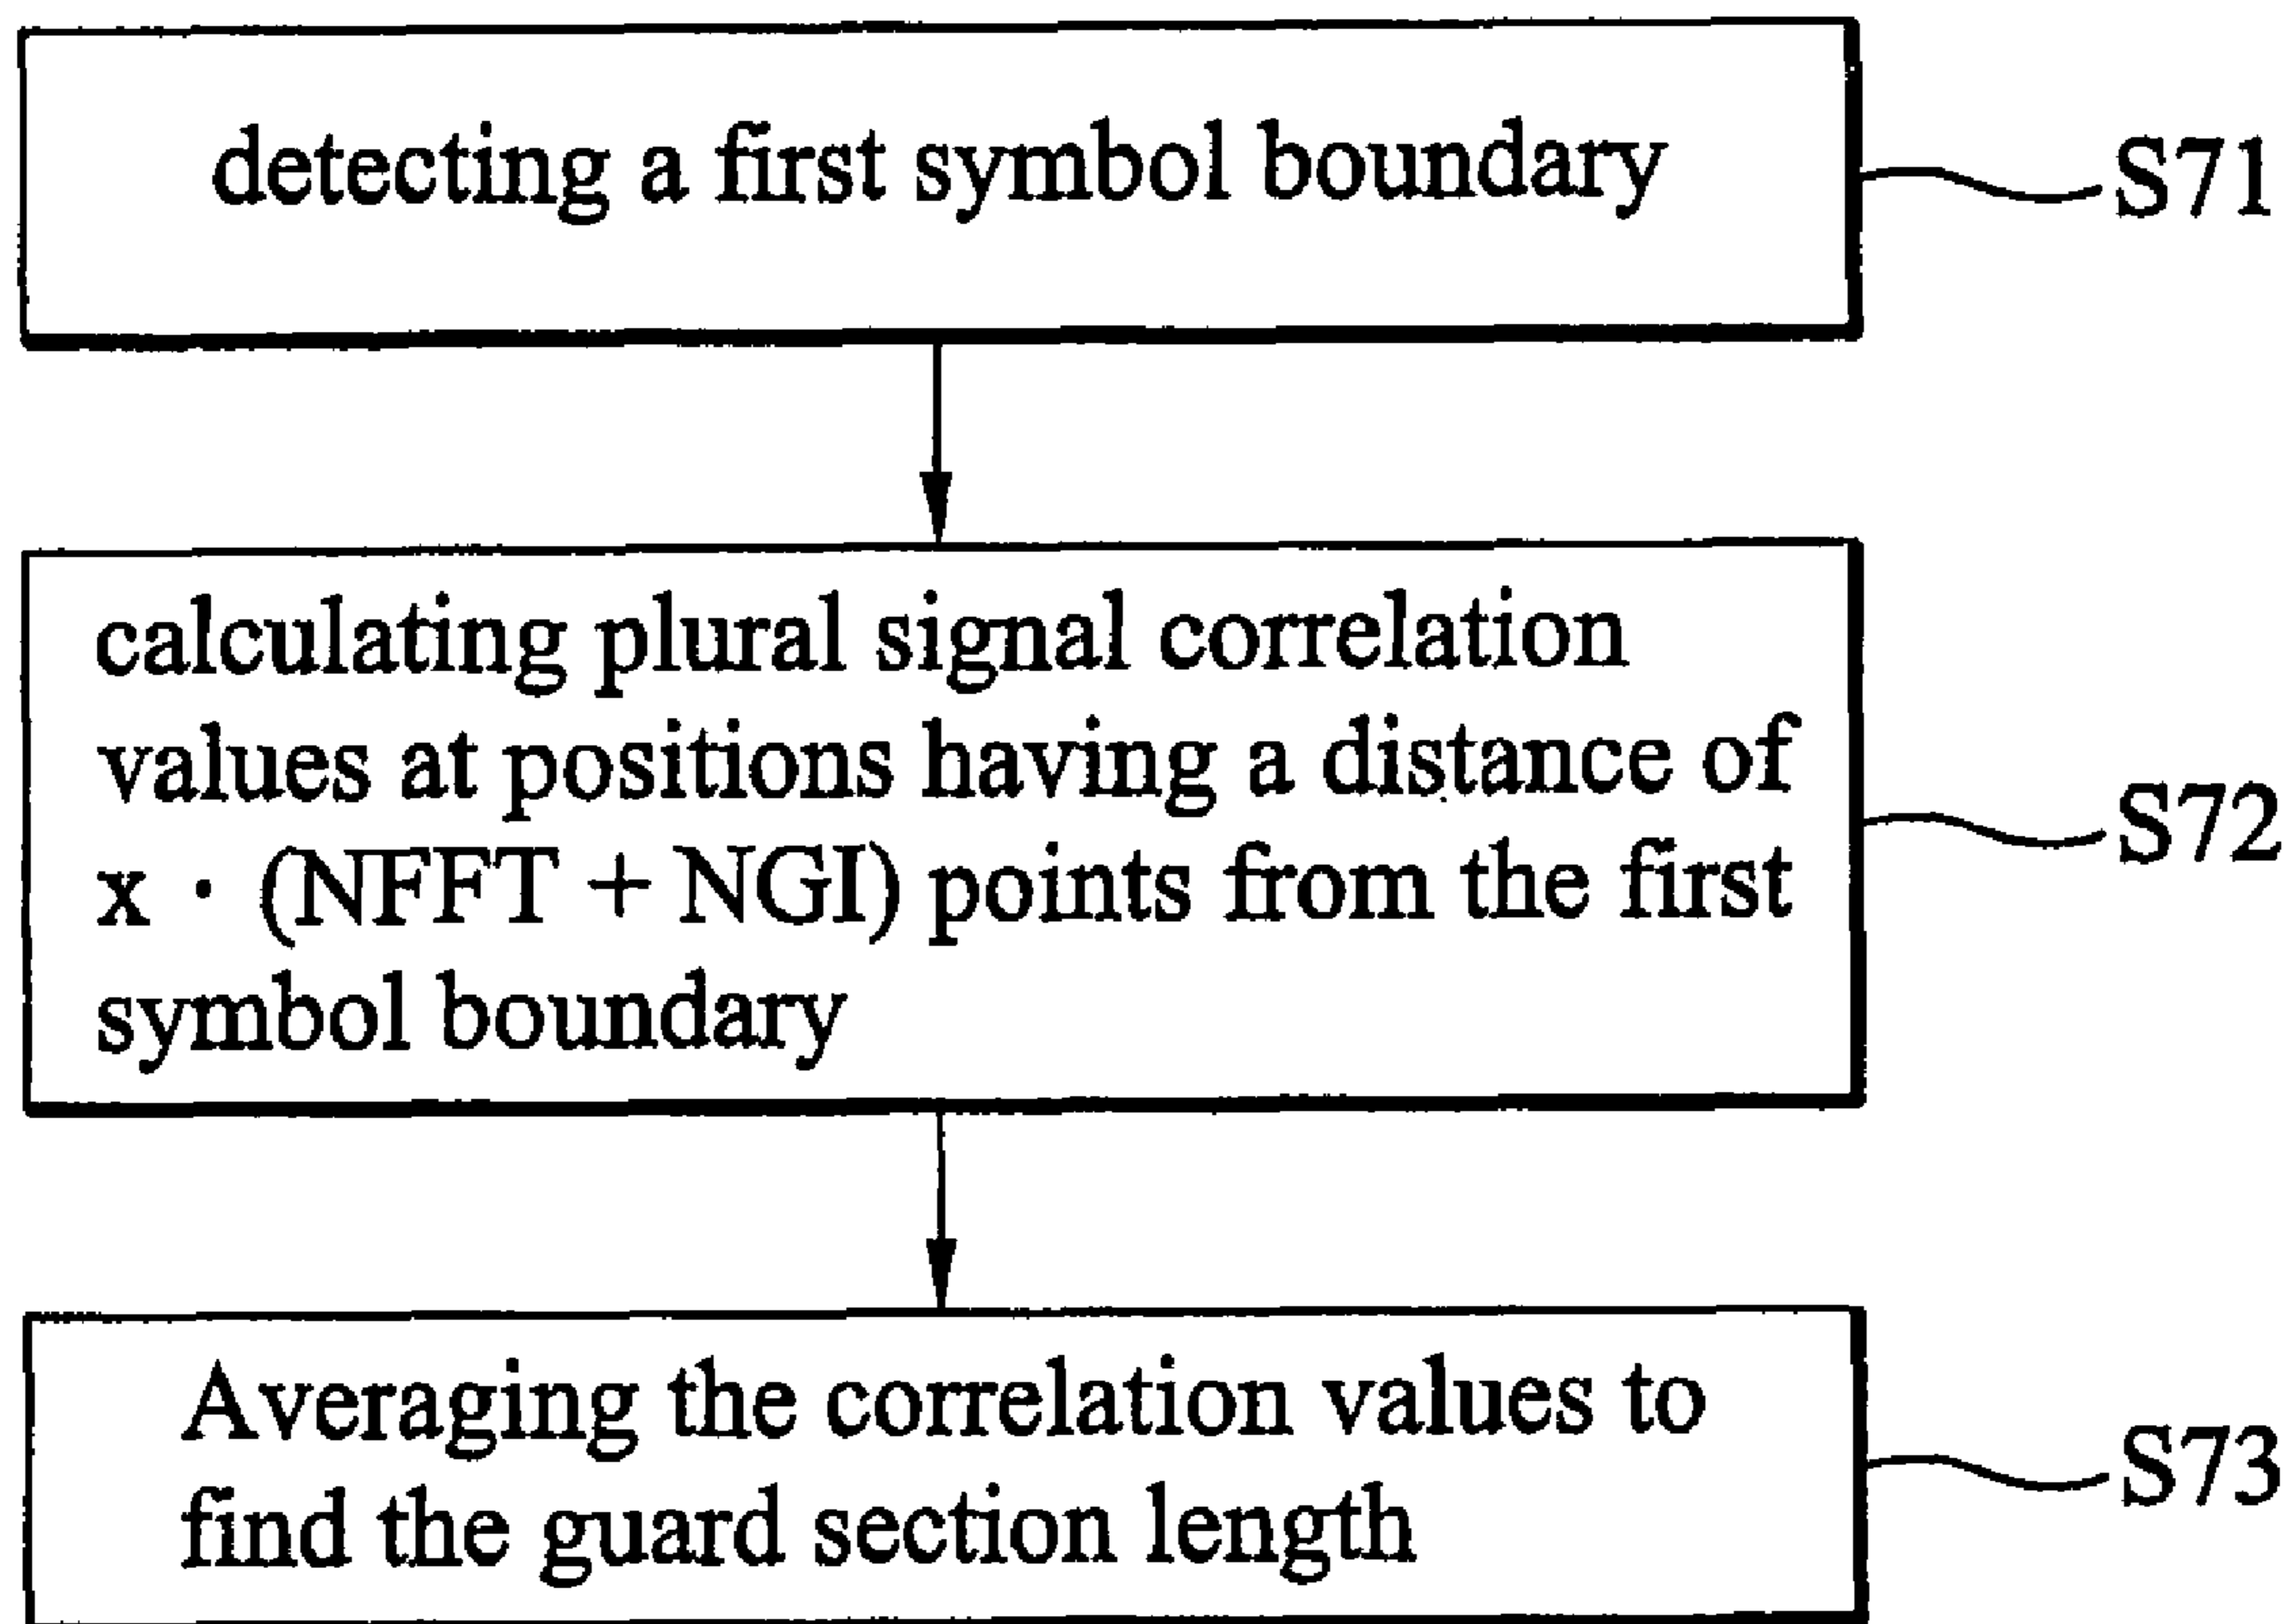 detecting a first symbol boundary
S71
calculating plural signal correlation
values at positions having a distance of
x · (NFFT + NGI) points from the first
symbol boundary
S72
Averaging the correlation values to
find the guard section length
S73